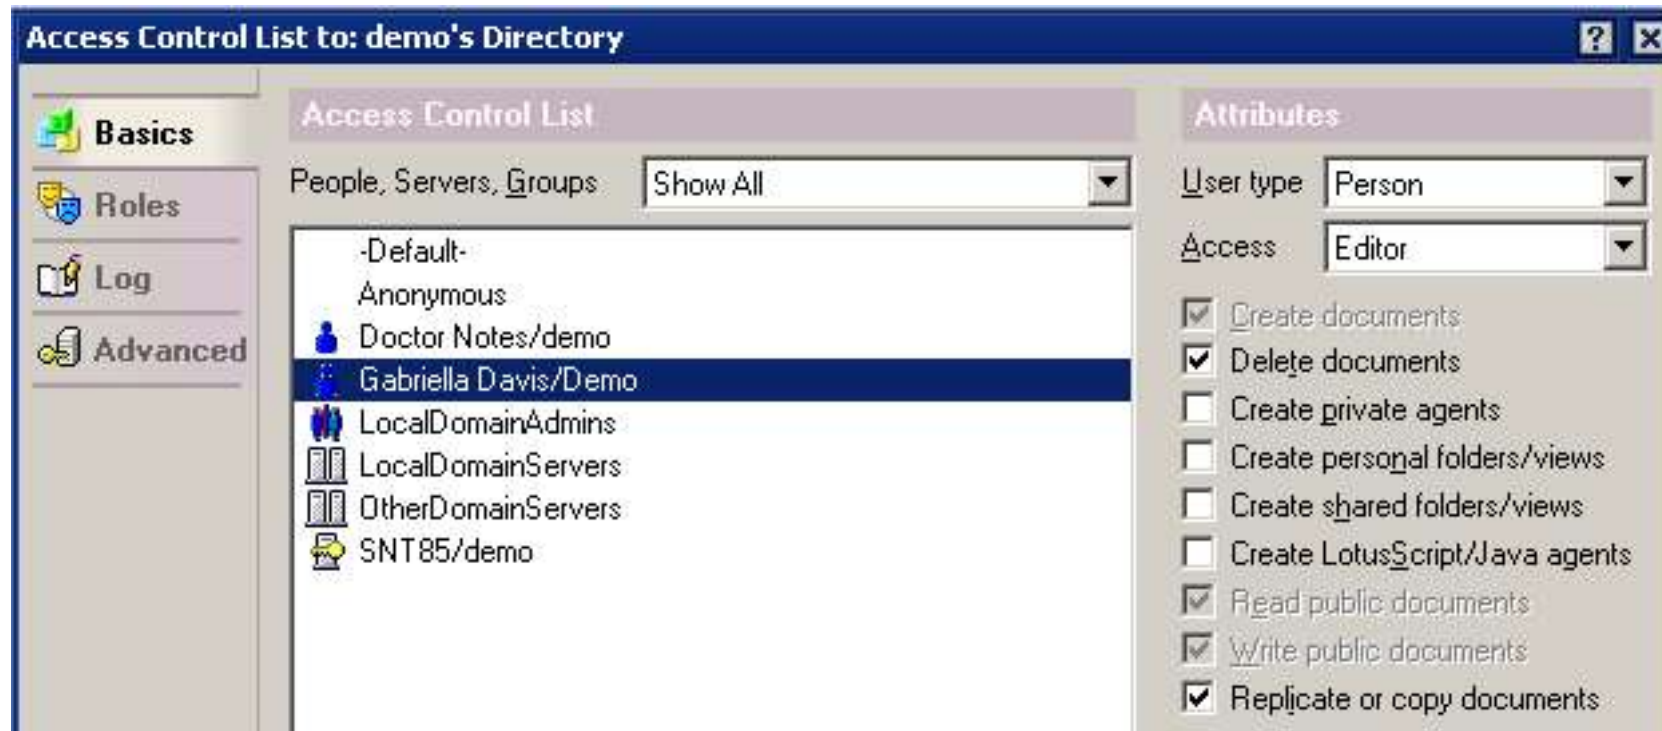 Access Control List to: demo's Directory
Basics
Roles
Log
Advanced
Access Control List
People, Servers, Groups Show All
-Default-
Anonymous
Doctor Notes/demo
Gabriella Davis/Demo
LocalDomainAdmins
LocalDomainServers
OtherDomainServers
SNT85/demo
Attributes
User type Person
Access Editor
Create documents
Delete documents
Create private agents
Create personal folders/views
Create shared folders/views
Create LotusScript/Java agents
Read public documents
Write public documents
Replicate or copy documents